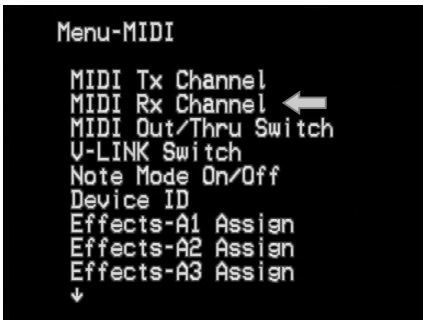 Menu-MIDI
MIDI Tx Channel
MIDI Rx Channel
MIDI Out/Thru Switch
V-LINK Switch
Note Mode On/Off
Device ID
Effects-A1 Assign
Effects-A2 Assign
Effects-A3 Assign